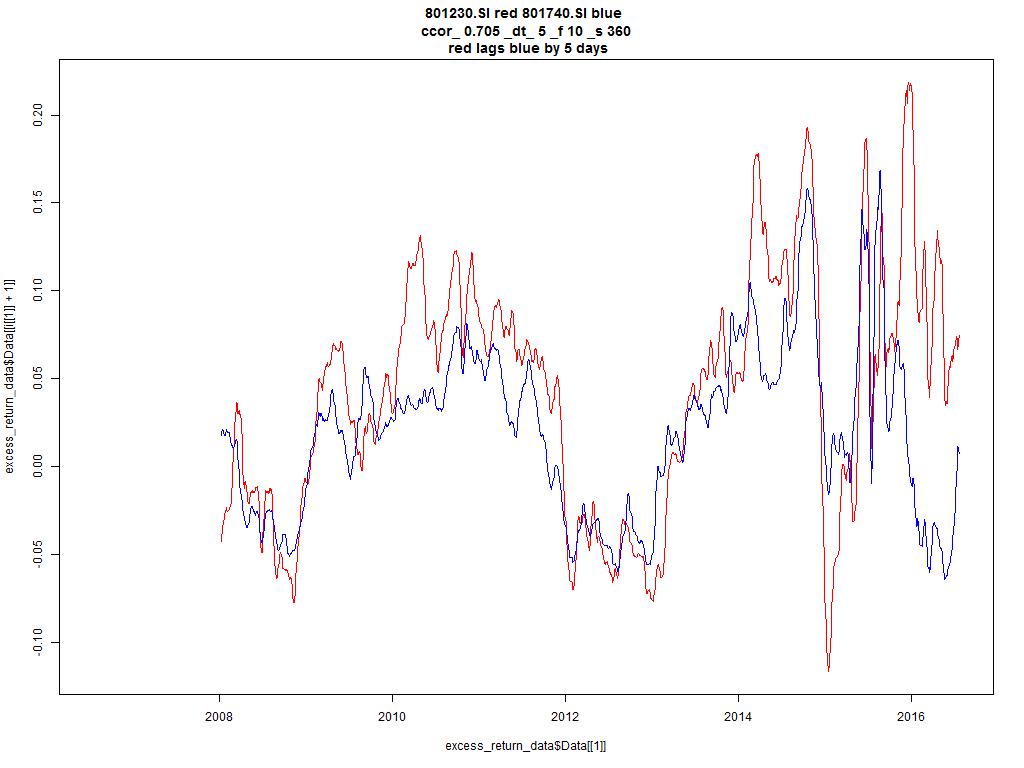 801230.SI red 801740.SI blue
ccor_ 0.705 _dt_ 5 _f 10 _s 360
red lags blue by 5 days
excess_return_data$Data[[i[[1]] + 1]]
0.20
0.15
0.10
0.05
0.00
-0.05
-0.10
2008 2010 2012 2014 2016
excess_return_data$Data[[1]]